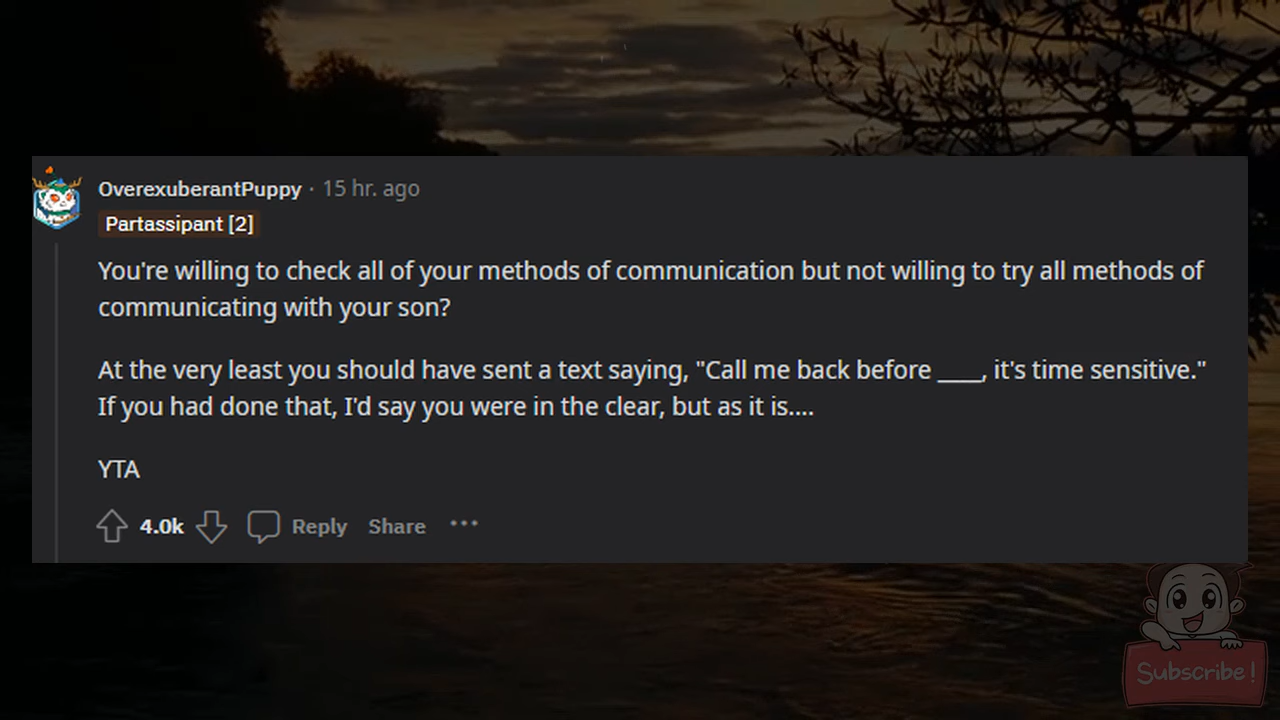 OverexuberantPuppy · 15 hr. ago
Partassipant [2]
You're willing to check all of your methods of communication but not willing to try all methods of
communicating with your son?
At the very least you should have sent a text saying, "Call me back before ____, it's time sensitive."
If you had done that, I'd say you were in the clear, but as it is....
YTA
4.0k Reply Share ···
Subscribe!